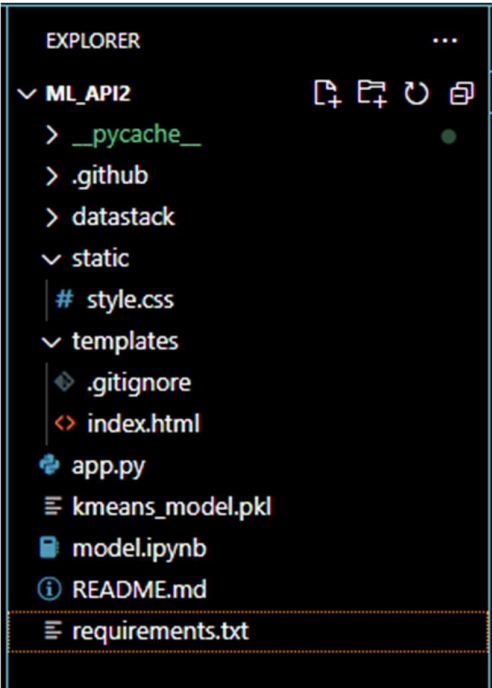 EXPLORER
ML_API2
__pycache__
.github
datastack
static
style.css
templates
.gitignore
index.html
app.py
kmeans_model.pkl
model.ipynb
README.md
requirements.txt